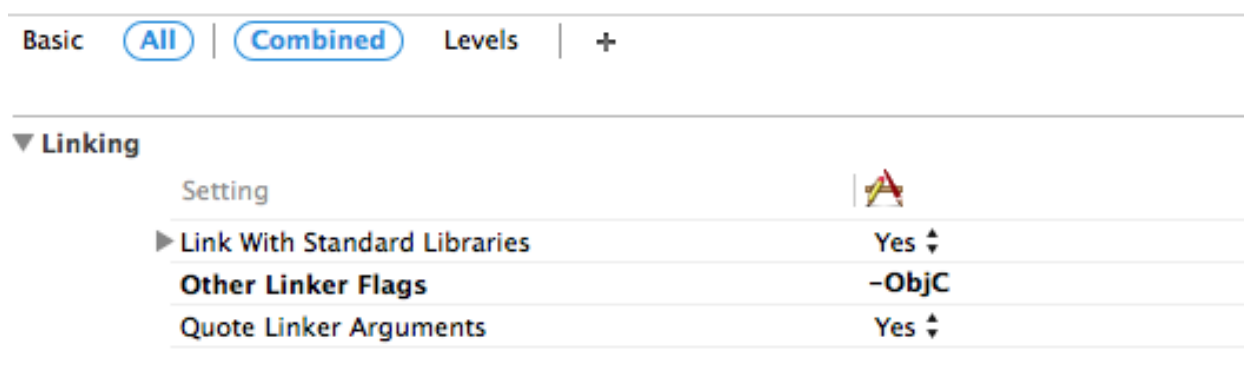 Basic All Combined Levels +
Linking
Setting
Link With Standard Libraries Yes
Other Linker Flags -ObjC
Quote Linker Arguments Yes